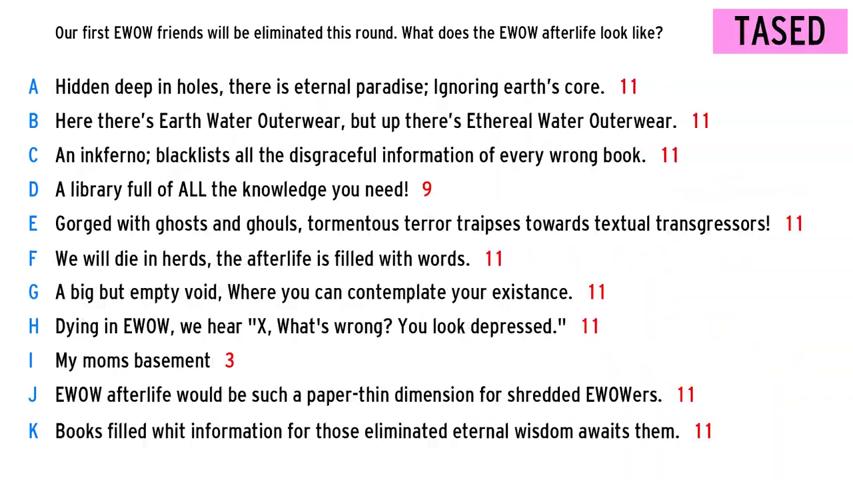 Our first EWOW friends will be eliminated this round. What does the EWOW afterlife look like?
TASED
A Hidden deep in holes, there is eternal paradise; Ignoring earth’s core. 11
B Here there’s Earth Water Outerwear, but up there’s Ethereal Water Outerwear. 11
C An inkferno; blacklists all the disgraceful information of every wrong book. 11
D A library full of ALL the knowledge you need! 9
E Gorged with ghosts and ghouls, tormentous terror traipses towards textual transgressors! 11
F We will die in herds, the afterlife is filled with words. 11
G A big but empty void, Where you can contemplate your existance. 11
H Dying in EWOW, we hear "X, What's wrong? You look depressed." 11
I My moms basement 3
J EWOW afterlife would be such a paper-thin dimension for shredded EWOWers. 11
K Books filled whit information for those eliminated eternal wisdom awaits them. 11